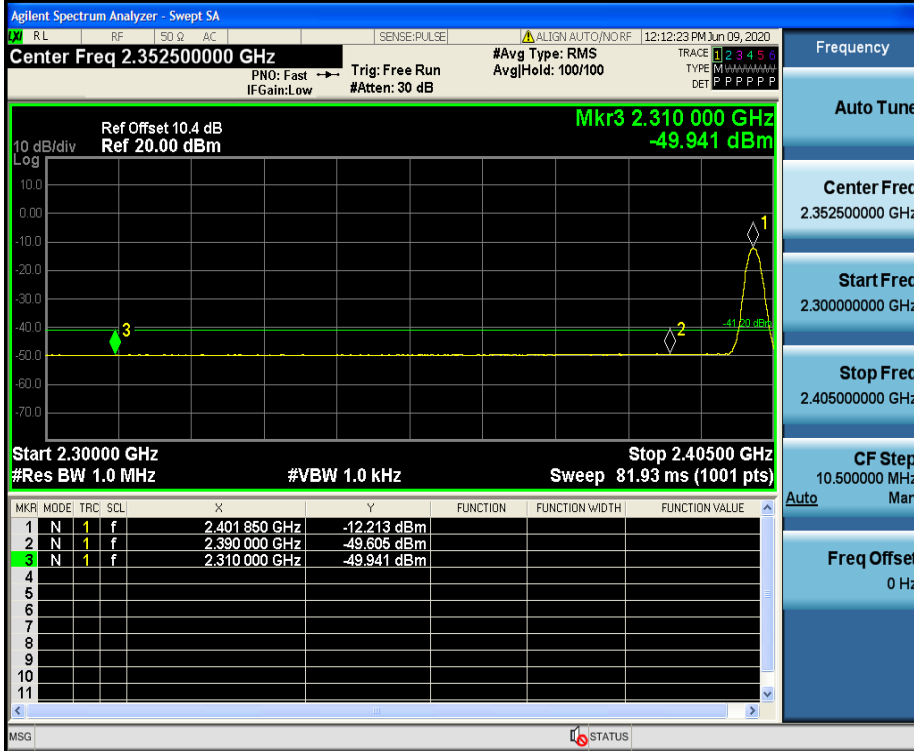 Agilent Spectrum Analyzer - Swept SA
LXI RL RF 50 Ω AC SENSE:PULSE ALIGN AUTO/NO RF 12:12:23 PM Jun 09, 2020
Center Freq 2.352500000 GHz
PNO: Fast
IFGain:Low
Trig: Free Run
#Atten: 30 dB
#Avg Type: RMS
Avg|Hold: 100/100
TRACE 1 2 3 4 5 6
TYPE M WWWWW
DET P P P P P P
Mkr3 2.310 000 GHz
-49.941 dBm
Ref Offset 10.4 dB
10 dB/div Ref 20.00 dBm
Log
10.0
0.00
-10.0
-20.0
-30.0
-40.0
-50.0
-60.0
-70.0
1
2
3
-41.20 dBm
Start 2.30000 GHz Stop 2.40500 GHz
#Res BW 1.0 MHz #VBW 1.0 kHz Sweep 81.93 ms (1001 pts)
MKR MODE TRC SCL X Y FUNCTION FUNCTION WIDTH FUNCTION VALUE
1 N 1 f 2.401 850 GHz -12.213 dBm
2 N 1 f 2.390 000 GHz -49.605 dBm
3 N 1 f 2.310 000 GHz -49.941 dBm
4
5
6
7
8
9
10
11
MSG STATUS
Frequency
Auto Tune
Center Freq
2.352500000 GHz
Start Freq
2.300000000 GHz
Stop Freq
2.405000000 GHz
CF Step
10.500000 MHz
Auto Man
Freq Offset
0 Hz